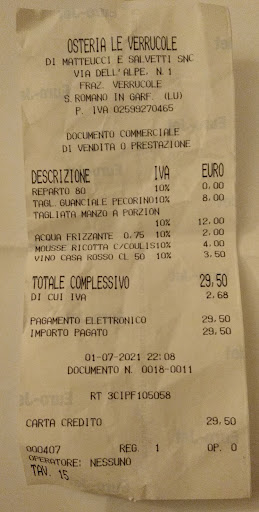 OSTERIA LE VERRUCOLE
DI MATTEUCCI E SALVETTI SNC
VIA DELL'ALPE, N.1
FRAZ. VERRUCOLE
S.ROMANO IN GARF. (LU)
P. IVA 02599270465
DOCUMENTO COMMERCIALE
DI VENDITA O PRESTAZIONE
DESCRIZIONE IVA EURO
REPARTO 80 10% 0,00
TAGL.GUANCIALE PECORINO 10% 8,00
TAGLIATA MANZO A PORZION
10% 12,00
ACQUA FRIZZANTE 0,75 10% 2,00
MOUSSE RICOTTA C/COULIS 10% 4,00
VINO CASA ROSSO CL 50 10% 3,50
TOTALE COMPLESSIVO 29,50
DI CUI IVA 2,68
PAGAMENTO ELETTRONICO 29,50
IMPORTO PAGATO 29,50
01-07-2021 22:08
DOCUMENTO N. 0018-0011
RT 3CIPF105058
CARTA CREDITO 29,50
000407 REG. 1 OP. 0
OPERATORE: NESSUNO
TAV. 15